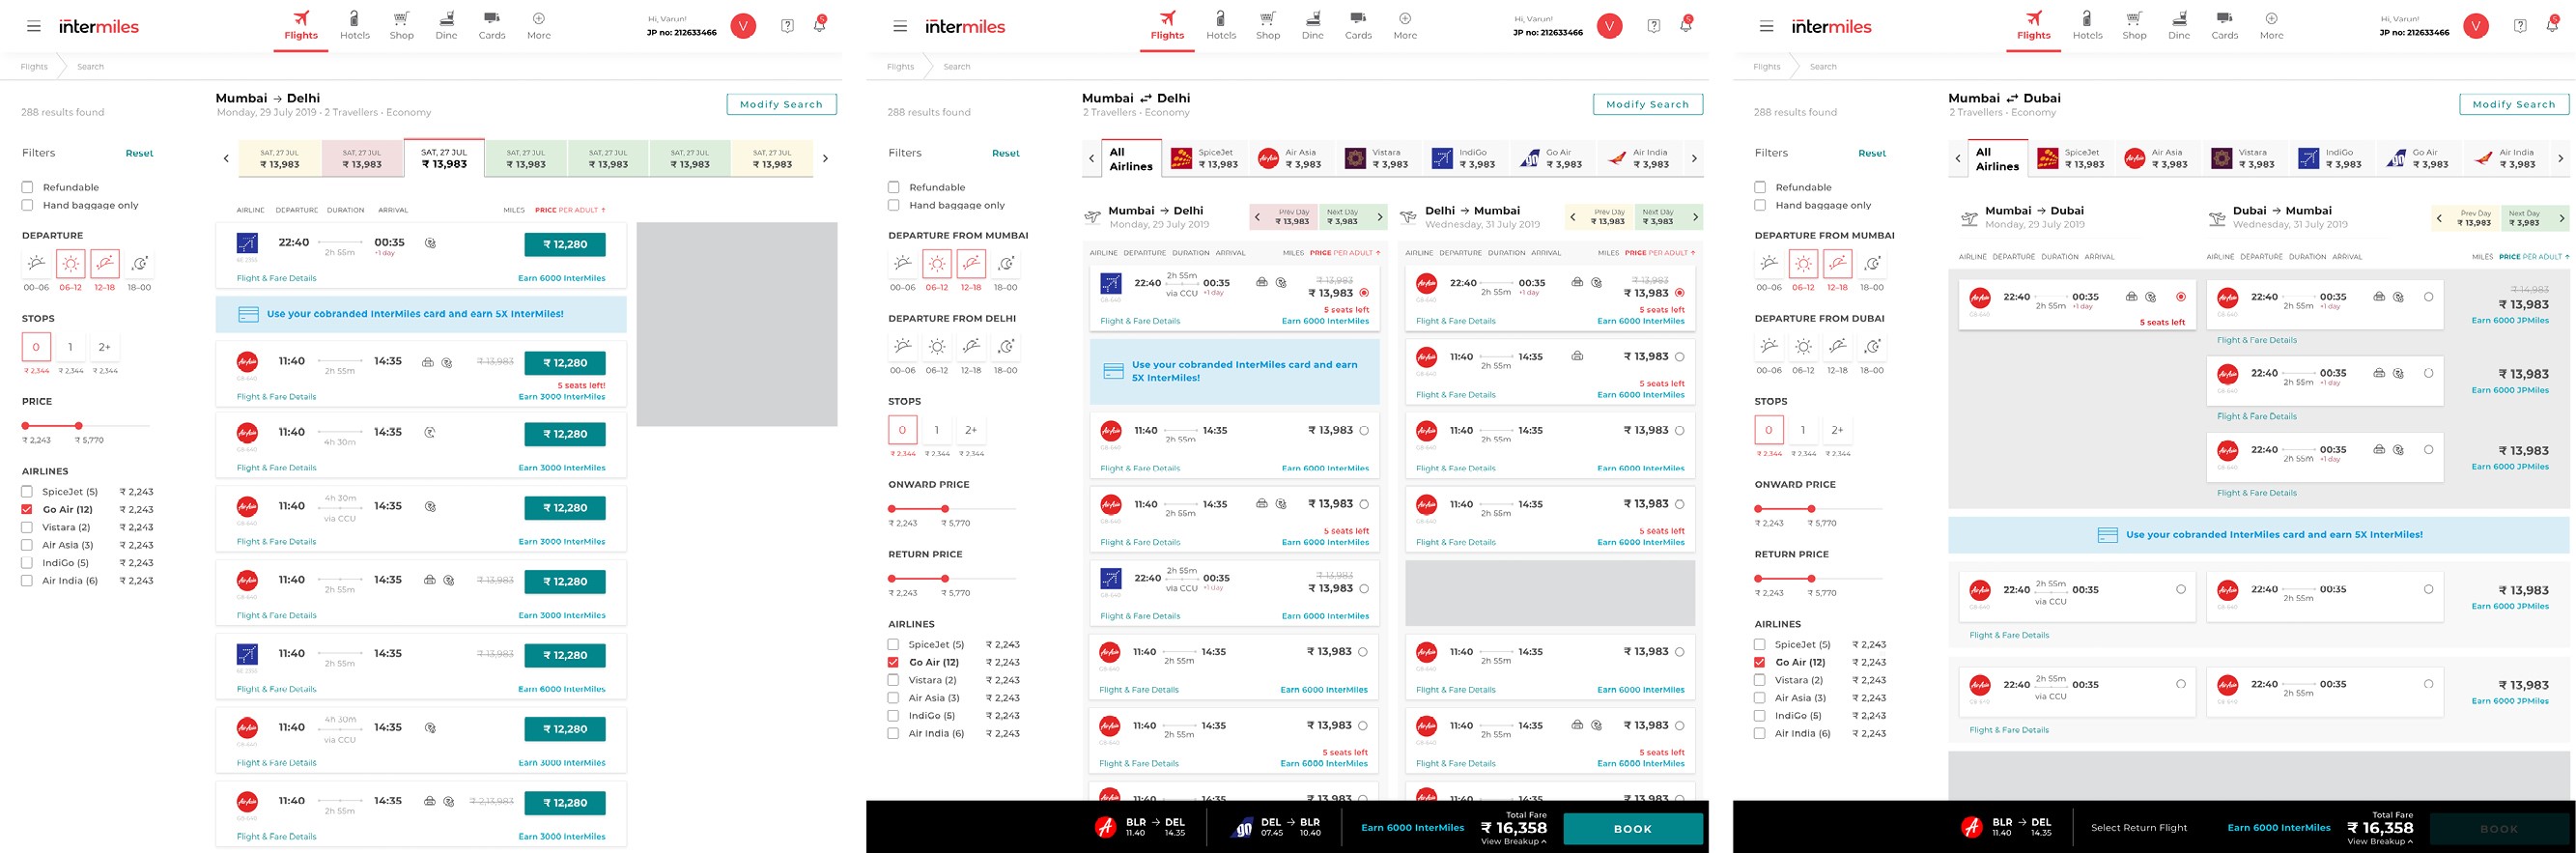 intermiles
Flights Hotels Shop Dine Cards More
Hi, Varun!
JP no: 212633466
V
5
Flights Search
288 results found
Mumbai → Delhi
Monday, 29 July 2019 • 2 Travellers • Economy
Modify Search
Filters Reset
SAT, 27 JUL SAT, 27 JUL SAT, 27 JUL SAT, 27 JUL SAT, 27 JUL SAT, 27 JUL SAT, 27 JUL
₹ 13,983 ₹ 13,983 ₹ 13,983 ₹ 13,983 ₹ 13,983 ₹ 13,983 ₹ 13,983
Refundable
Hand baggage only
DEPARTURE
00-06 06-12 12-18 18-00
STOPS
0 1 2+
₹ 2,344 ₹ 2,344 ₹ 2,344
PRICE
₹ 2,243 ₹ 5,770
AIRLINES
SpiceJet (5) ₹ 2,243
Go Air (12) ₹ 2,243
Vistara (2) ₹ 2,243
Air Asia (3) ₹ 2,243
IndiGo (5) ₹ 2,243
Air India (6) ₹ 2,243
AIRLINE DEPARTURE DURATION ARRIVAL MILES PRICE PER ADULT ↑
22:40 00:35 ₹ 12,280
2h 55m +1 day
Flight & Fare Details Earn 6000 InterMiles
Use your cobranded InterMiles card and earn 5X InterMiles!
11:40 14:35 ₹ 13,983 ₹ 12,280
2h 55m
5 seats left!
Flight & Fare Details Earn 3000 InterMiles
11:40 14:35 ₹ 12,280
4h 30m
Flight & Fare Details Earn 3000 InterMiles
4h 30m
11:40 14:35 ₹ 12,280
via CCU
Flight & Fare Details Earn 3000 InterMiles
11:40 14:35 ₹ 13,983 ₹ 12,280
2h 55m
Flight & Fare Details Earn 3000 InterMiles
11:40 14:35 ₹ 13,983 ₹ 12,280
2h 55m
Flight & Fare Details Earn 6000 InterMiles
4h 30m
11:40 14:35 ₹ 12,280
via CCU
Flight & Fare Details Earn 3000 InterMiles
11:40 14:35 ₹ 2,13,983 ₹ 12,280
2h 55m
Flight & Fare Details Earn 3000 InterMiles
intermiles
Flights Hotels Shop Dine Cards More
Hi, Varun!
JP no: 212633466
V
5
Flights Search
288 results found
Mumbai ⇄ Delhi
2 Travellers • Economy
Modify Search
Filters Reset
Refundable
Hand baggage only
DEPARTURE FROM MUMBAI
00-06 06-12 12-18 18-00
DEPARTURE FROM DELHI
00-06 06-12 12-18 18-00
STOPS
0 1 2+
₹ 2,344 ₹ 2,344 ₹ 2,344
ONWARD PRICE
₹ 2,243 ₹ 5,770
RETURN PRICE
₹ 2,243 ₹ 5,770
AIRLINES
SpiceJet (5) ₹ 2,243
Go Air (12) ₹ 2,243
Vistara (2) ₹ 2,243
Air Asia (3) ₹ 2,243
IndiGo (5) ₹ 2,243
Air India (6) ₹ 2,243
All Airlines
SpiceJet Air Asia Vistara IndiGo Go Air Air India
₹ 13,983 ₹ 3,983 ₹ 3,983 ₹ 3,983 ₹ 3,983 ₹ 3,983
Mumbai → Delhi
Monday, 29 July 2019
Prev Day Next Day
₹ 13,983 ₹ 3,983
AIRLINE DEPARTURE DURATION ARRIVAL MILES PRICE PER ADULT ↑
2h 55m ₹ 13,983
22:40 00:35 ₹ 13,983
via CCU +1 day
5 seats left
Flight & Fare Details Earn 6000 InterMiles
Use your cobranded InterMiles card and earn
5X InterMiles!
11:40 14:35 ₹ 13,983
2h 55m
Flight & Fare Details Earn 6000 InterMiles
11:40 14:35 ₹ 13,983
2h 55m
5 seats left
Flight & Fare Details Earn 6000 InterMiles
2h 55m ₹ 13,983
22:40 00:35 ₹ 13,983
via CCU +1 day
Flight & Fare Details Earn 6000 InterMiles
11:40 14:35 ₹ 13,983
2h 55m
Flight & Fare Details Earn 6000 InterMiles
11:40 14:35 ₹ 13,983
2h 55m
5 seats left
Flight & Fare Details Earn 6000 InterMiles
11:40 14:35 ₹ 13,983
Delhi → Mumbai
Wednesday, 31 July 2019
Prev Day Next Day
₹ 13,983 ₹ 3,983
AIRLINE DEPARTURE DURATION ARRIVAL MILES PRICE PER ADULT ↑
₹ 13,983
22:40 00:35 ₹ 13,983
2h 55m +1 day
5 seats left
Flight & Fare Details Earn 6000 InterMiles
11:40 14:35 ₹ 13,983
2h 55m
5 seats left
Flight & Fare Details Earn 6000 InterMiles
11:40 14:35 ₹ 13,983
2h 55m
Flight & Fare Details Earn 6000 InterMiles
11:40 14:35 ₹ 13,983
2h 55m
5 seats left
Flight & Fare Details Earn 6000 InterMiles
11:40 14:35 ₹ 13,983
2h 55m
Flight & Fare Details Earn 6000 InterMiles
11:40 14:35 ₹ 13,983
2h 55m
5 seats left
Flight & Fare Details Earn 6000 InterMiles
11:40 14:35 ₹ 13,983
BLR → DEL
11.40 14.35
go
DEL → BLR
07.45 10.40
Earn 6000 InterMiles
Total Fare
₹ 16,358
View Breakup
BOOK
intermiles
Flights Hotels Shop Dine Cards More
Hi, Varun!
JP no: 212633466
V
5
Flights Search
288 results found
Mumbai ⇄ Dubai
2 Travellers • Economy
Modify Search
Filters Reset
Refundable
Hand baggage only
DEPARTURE FROM MUMBAI
00-06 06-12 12-18 18-00
DEPARTURE FROM DUBAI
00-06 06-12 12-18 18-00
STOPS
0 1 2+
₹ 2,344 ₹ 2,344 ₹ 2,344
ONWARD PRICE
₹ 2,243 ₹ 5,770
RETURN PRICE
₹ 2,243 ₹ 5,770
AIRLINES
SpiceJet (5) ₹ 2,243
Go Air (12) ₹ 2,243
Vistara (2) ₹ 2,243
Air Asia (3) ₹ 2,243
IndiGo (5) ₹ 2,243
Air India (6) ₹ 2,243
All Airlines
SpiceJet Air Asia Vistara IndiGo Go Air Air India
₹ 13,983 ₹ 3,983 ₹ 3,983 ₹ 3,983 ₹ 3,983 ₹ 3,983
Mumbai → Dubai
Monday, 29 July 2019
Dubai → Mumbai
Wednesday, 31 July 2019
Prev Day Next Day
₹ 13,983 ₹ 3,983
AIRLINE DEPARTURE DURATION ARRIVAL AIRLINE DEPARTURE DURATION ARRIVAL MILES PRICE PER ADULT ↑
22:40 00:35
2h 55m +1 day
5 seats left
₹ 14,983
22:40 00:35 ₹ 13,983
2h 55m +1 day
Earn 6000 JPMiles
Flight & Fare Details
22:40 00:35 ₹ 13,983
2h 55m +1 day
Earn 6000 JPMiles
Flight & Fare Details
22:40 00:35 ₹ 13,983
2h 55m +1 day
Earn 6000 JPMiles
Flight & Fare Details
Use your cobranded InterMiles card and earn 5X InterMiles!
2h 55m
22:40 00:35 22:40 00:35 ₹ 13,983
via CCU 2h 55m
Earn 6000 JPMiles
Flight & Fare Details
2h 55m
22:40 00:35 22:40 00:35 ₹ 13,983
via CCU 2h 55m
Earn 6000 JPMiles
Flight & Fare Details
BLR → DEL
11.40 14.35
Select Return Flight
Earn 6000 InterMiles
Total Fare
₹ 16,358
View Breakup
BOOK